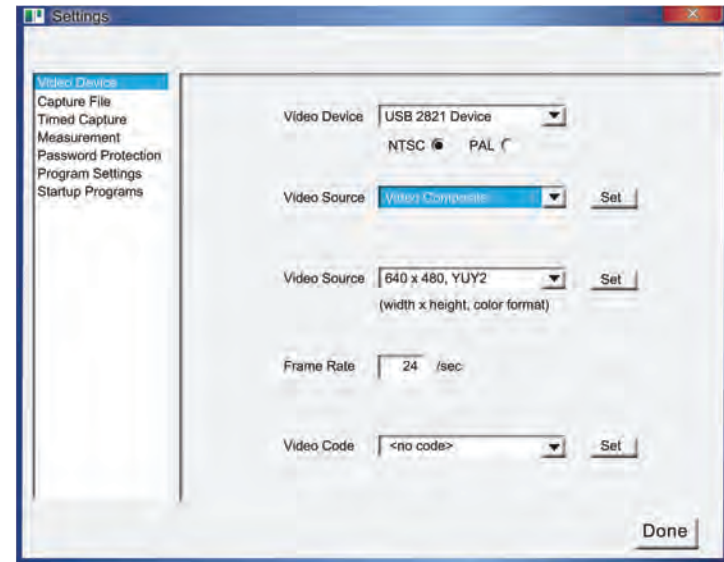 Settings
Video Device
Capture File
Timed Capture
Measurement
Password Protection
Program Settings
Startup Programs
Video Device USB 2821 Device
NTSC PAL
Video Source Video Composite Set
Video Source 640 x 480, YUY2 Set
(width x height, color format)
Frame Rate 24 /sec
Video Code <no code> Set
Done